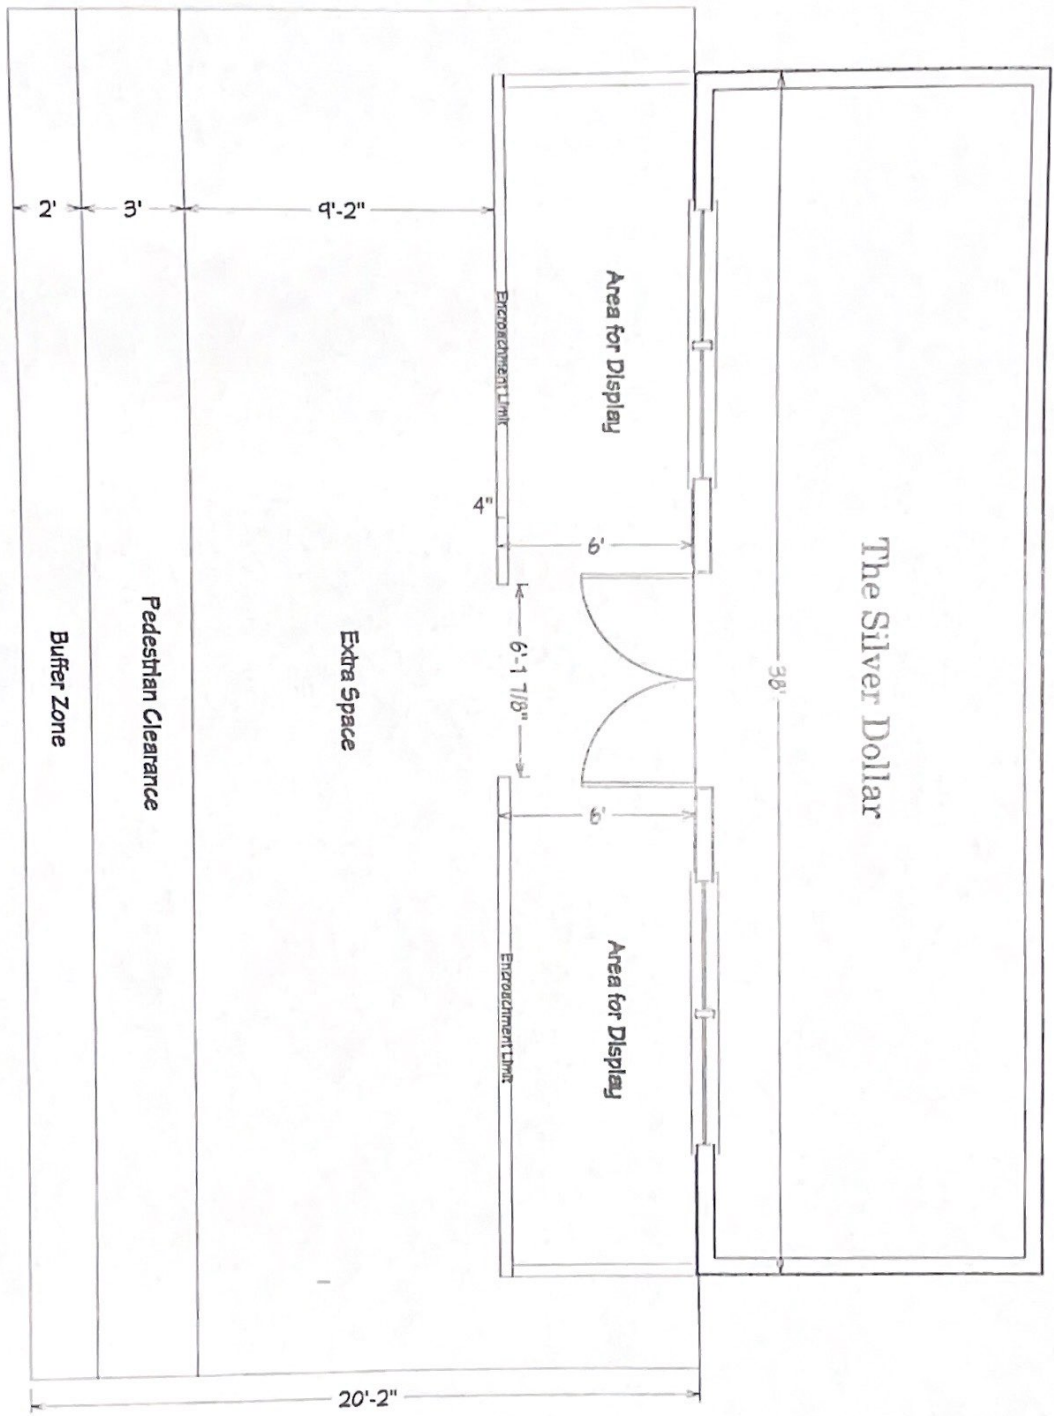 2'
3'
9'-2"
Encroachment Limit
Area for Display
4"
6'
The Silver Dollar
38'
6'-1 7/8"
Extra Space
Pedestrian Clearance
Buffer Zone
6'
Encroachment Limit
Area for Display
20'-2"